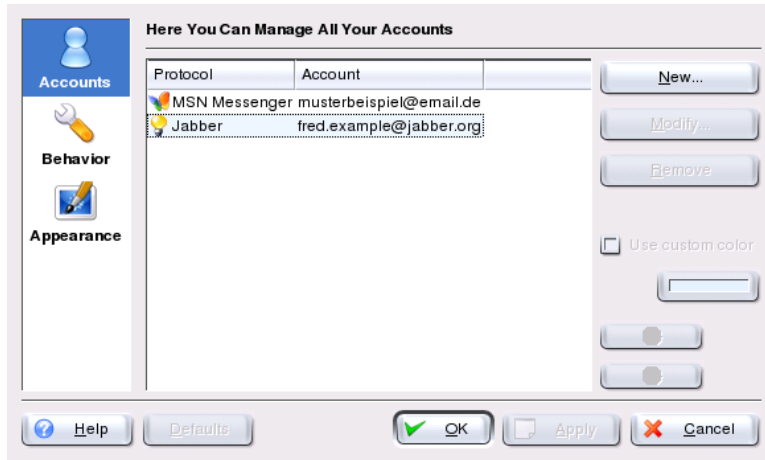 Here You Can Manage All Your Accounts
Accounts
Behavior
Appearance
Protocol Account
MSN Messenger musterbeispiel@email.de
Jabber fred.example@jabber.org
New...
Modify...
Remove
Use custom color
Help Defaults OK Apply Cancel